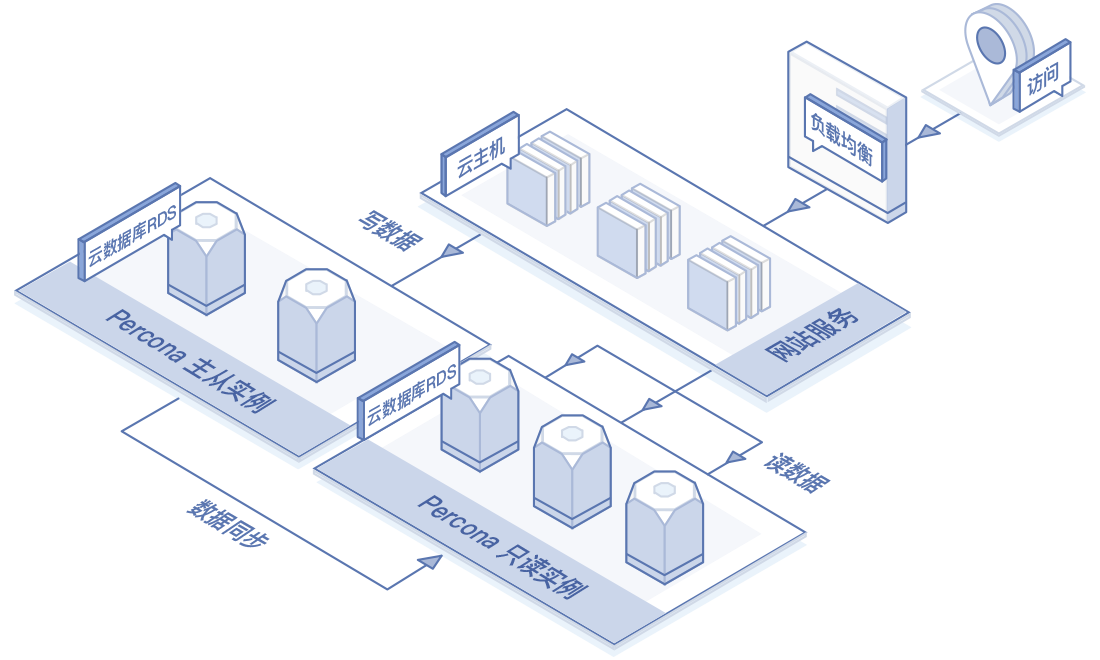 访问
负载均衡
云主机
网站服务
写数据
云数据库RDS
Percona 主从实例
云数据库RDS
读数据
Percona 只读实例
数据同步